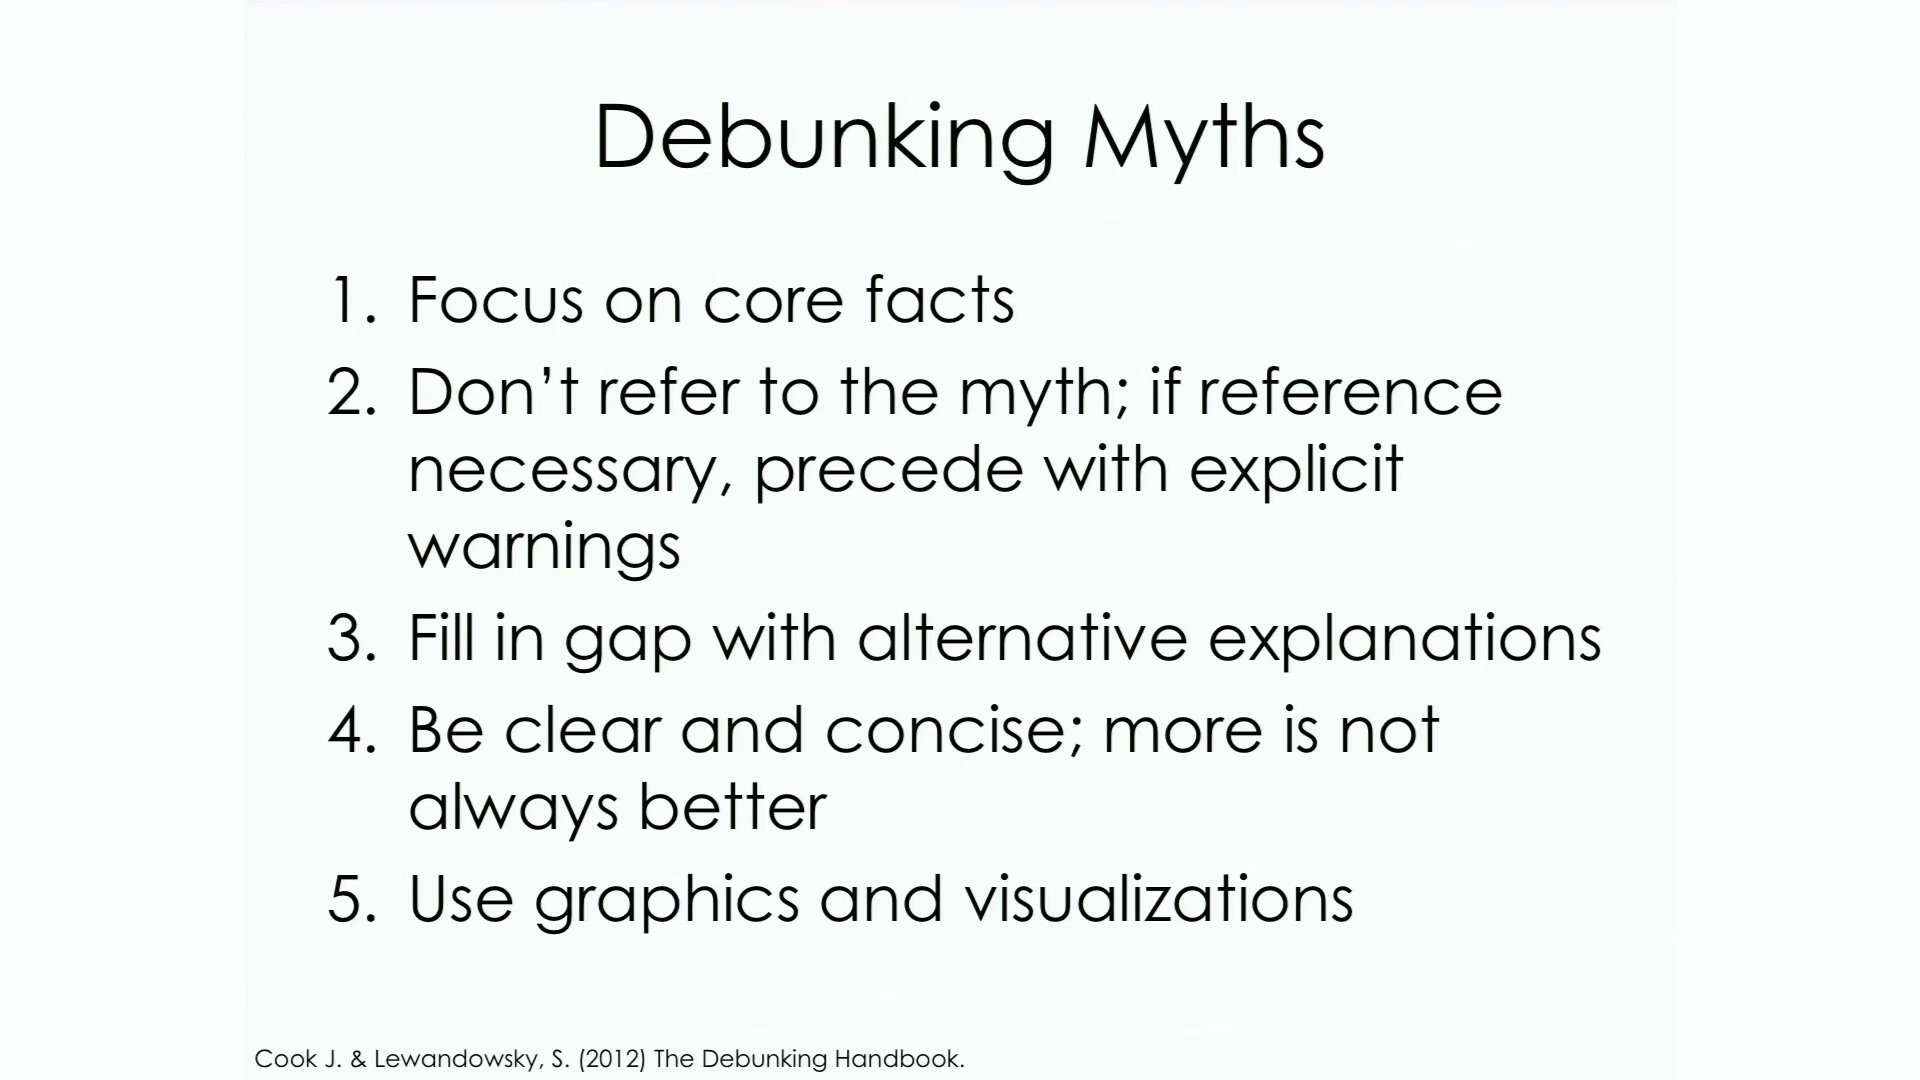 Debunking Myths
1. Focus on core facts
2. Don’t refer to the myth; if reference
necessary, precede with explicit
warnings
3. Fill in gap with alternative explanations
4. Be clear and concise; more is not
always better
5. Use graphics and visualizations
Cook J. & Lewandowsky, S. (2012) The Debunking Handbook.